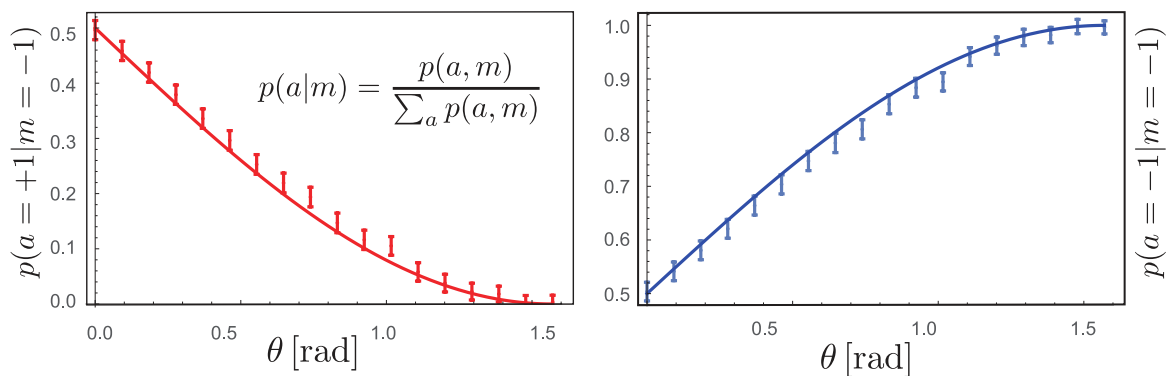 p(a = +1|m = −1)
0.5
0.4
0.3
0.2
0.1
0.0
p(a|m) = p(a, m) / ∑_a p(a, m)
0.0 0.5 1.0 1.5
θ [rad]
1.0
0.9
0.8
0.7
0.6
0.5
0.5 1.0 1.5
θ [rad]
p(a = −1|m = −1)